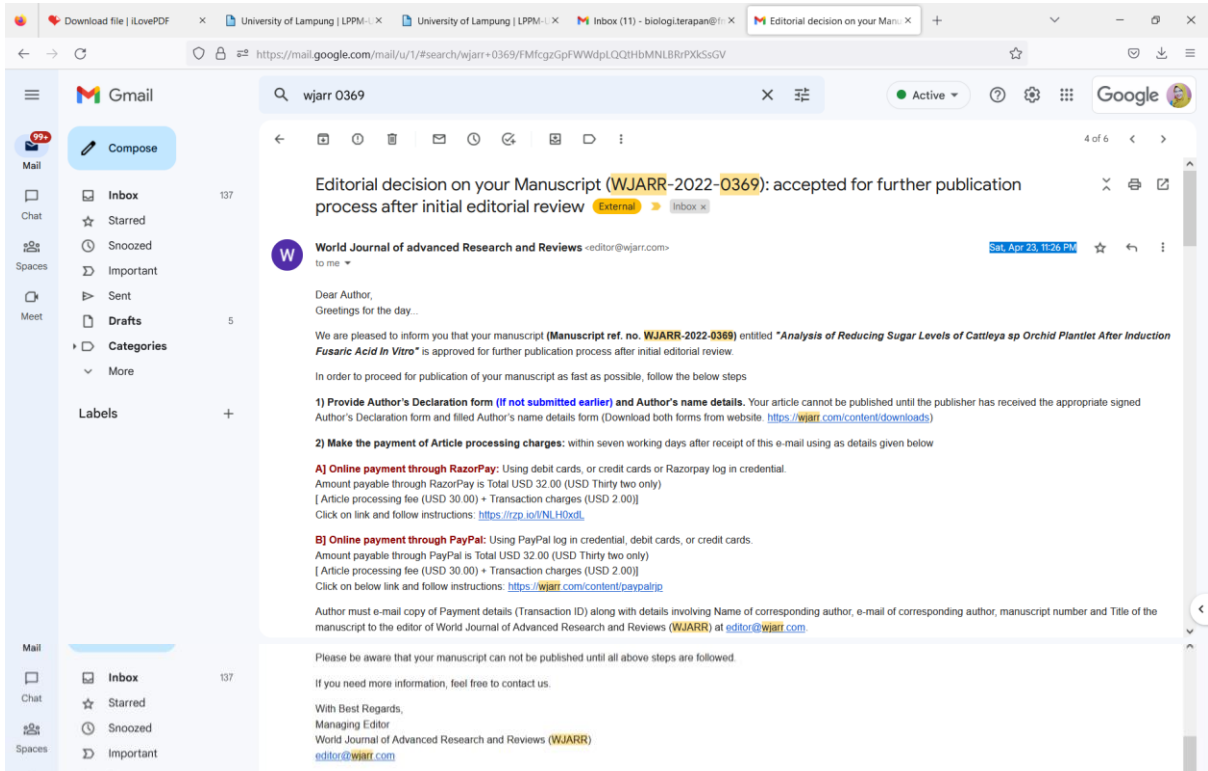 Download file | iLovePDF
University of Lampung | LPPM-U
University of Lampung | LPPM-U
Inbox (11) - biologi.terapan@fm
Editorial decision on your Manu
https://mail.google.com/mail/u/1/#search/wjarr+0369/FMfcgzGpFWWdpLQQtHbMNLBRrPXkSsGV
Gmail
wjarr 0369
Active
Google
99+
Mail
Chat
Spaces
Meet
Compose
Inbox 137
Starred
Snoozed
Important
Sent
Drafts 5
Categories
More
Labels
4 of 6
Editorial decision on your Manuscript (WJARR-2022-0369): accepted for further publication
process after initial editorial review External Inbox x
W
World Journal of advanced Research and Reviews <editor@wjarr.com>
Sat, Apr 23, 11:26 PM
to me
Dear Author,
Greetings for the day...
We are pleased to inform you that your manuscript (Manuscript ref. no. WJARR-2022-0369) entitled "Analysis of Reducing Sugar Levels of Cattleya sp Orchid Plantlet After Induction
Fusaric Acid In Vitro" is approved for further publication process after initial editorial review.
In order to proceed for publication of your manuscript as fast as possible, follow the below steps
1) Provide Author's Declaration form (If not submitted earlier) and Author's name details. Your article cannot be published until the publisher has received the appropriate signed
Author's Declaration form and filled Author's name details form (Download both forms from website. https://wjarr.com/content/downloads)
2) Make the payment of Article processing charges: within seven working days after receipt of this e-mail using as details given below
A] Online payment through RazorPay: Using debit cards, or credit cards or Razorpay log in credential.
Amount payable through RazorPay is Total USD 32.00 (USD Thirty two only)
[ Article processing fee (USD 30.00) + Transaction charges (USD 2.00)]
Click on link and follow instructions: https://rzp.io/l/NLH0xdL
B] Online payment through PayPal: Using PayPal log in credential, debit cards, or credit cards.
Amount payable through PayPal is Total USD 32.00 (USD Thirty two only)
[ Article processing fee (USD 30.00) + Transaction charges (USD 2.00)]
Click on below link and follow instructions: https://wjarr.com/content/paypalrjp
Author must e-mail copy of Payment details (Transaction ID) along with details involving Name of corresponding author, e-mail of corresponding author, manuscript number and Title of the
manuscript to the editor of World Journal of Advanced Research and Reviews (WJARR) at editor@wjarr.com.
Mail
Chat
Spaces
Inbox 137
Starred
Snoozed
Important
Please be aware that your manuscript can not be published until all above steps are followed.
If you need more information, feel free to contact us.
With Best Regards,
Managing Editor
World Journal of Advanced Research and Reviews (WJARR)
editor@wjarr.com